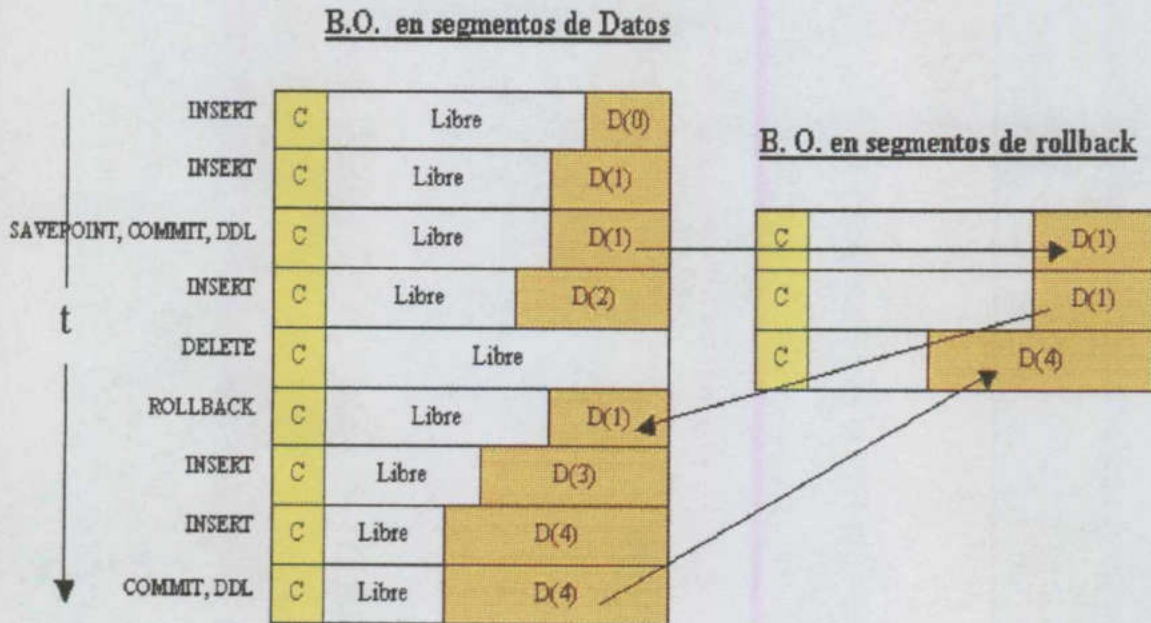 B.O. en segmentos de Datos
INSERT C Libre D(0)
B. O. en segmentos de rollback
INSERT C Libre D(1)
SAVEPOINT, COMMIT, DDL C Libre D(1) C D(1)
INSERT C Libre D(2) C D(1)
t
DELETE C Libre C D(4)
ROLLBACK C Libre D(1)
INSERT C Libre D(3)
INSERT C Libre D(4)
COMMIT, DDL C Libre D(4)